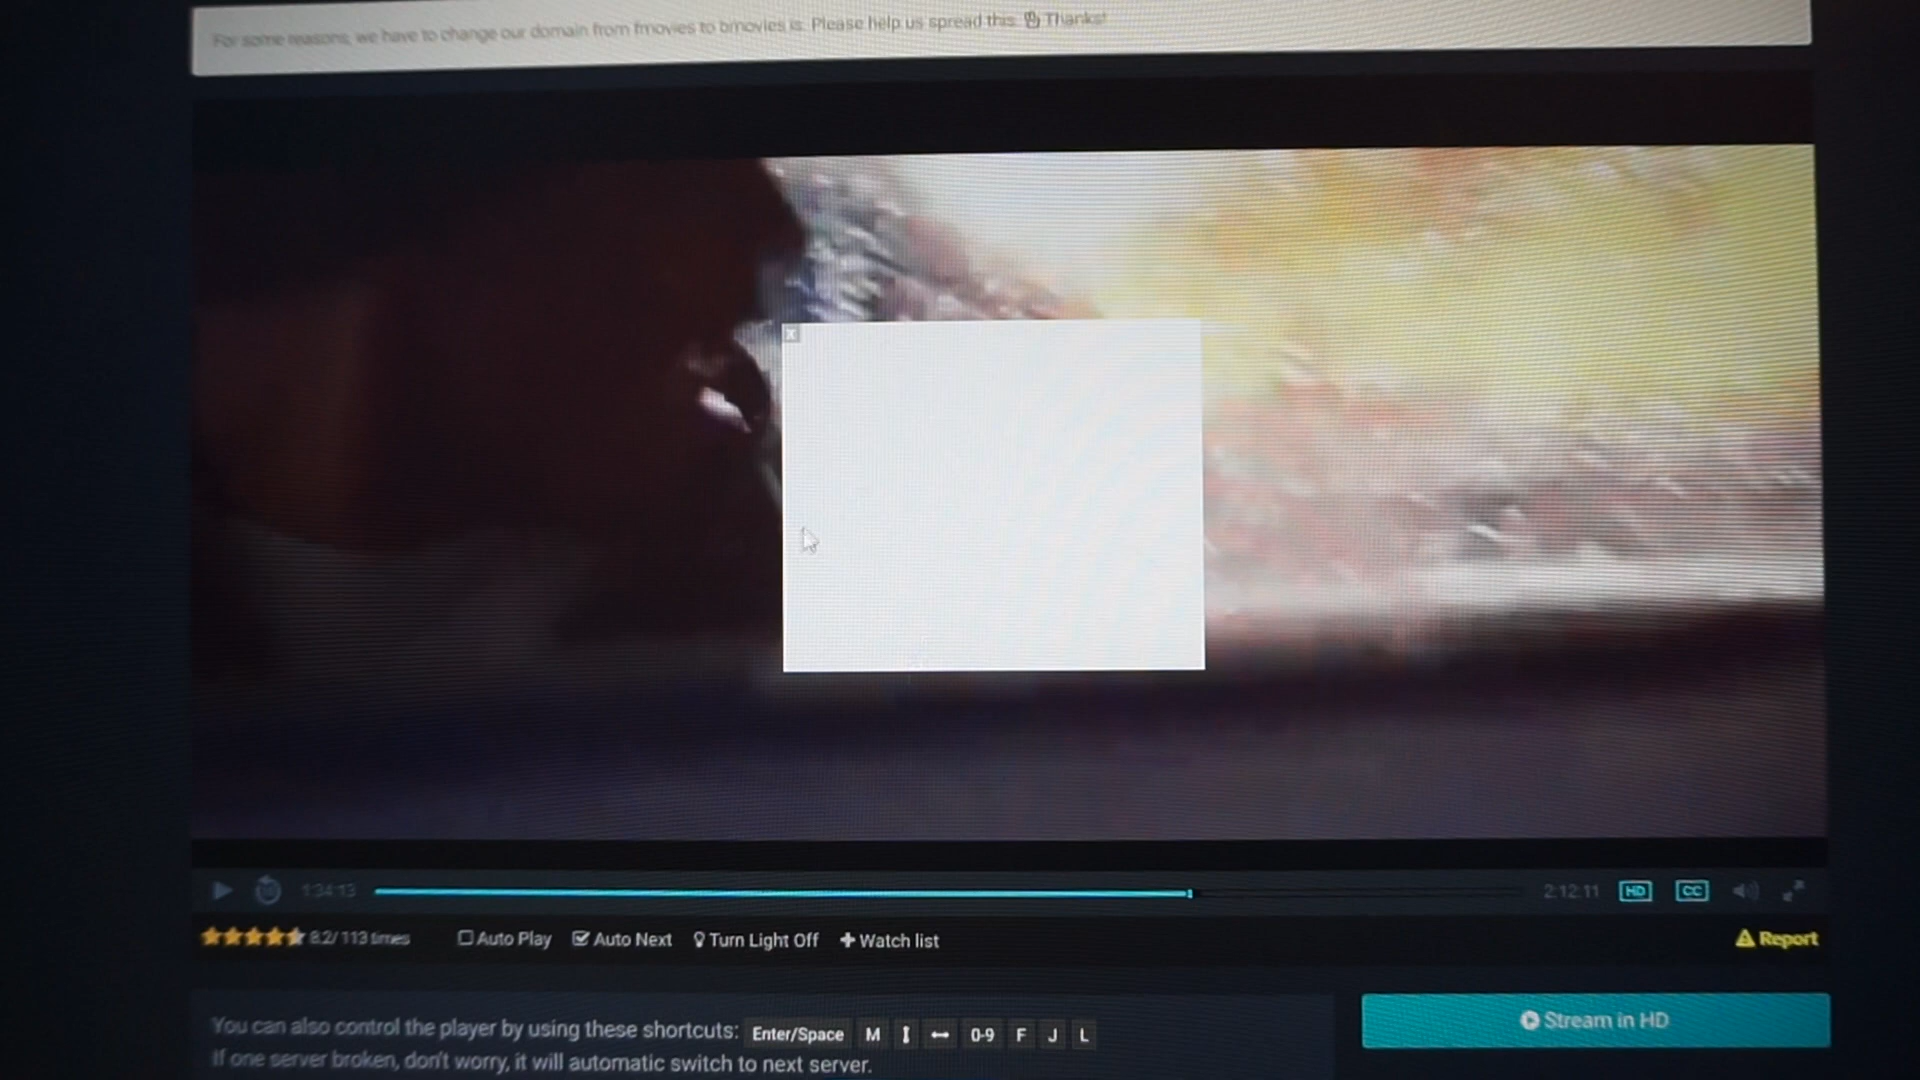 For some reasons, we have to change our domain from fmovies to bmovies is. Please help us spread this. Thanks!
x
1:34:13 2:12:11 HD CC
8.2/ 113 times Auto Play Auto Next Turn Light Off Watch list Report
You can also control the player by using these shortcuts: Enter/Space M 0-9 F J L
Stream in HD
If one server broken, don't worry, it will automatic switch to next server.